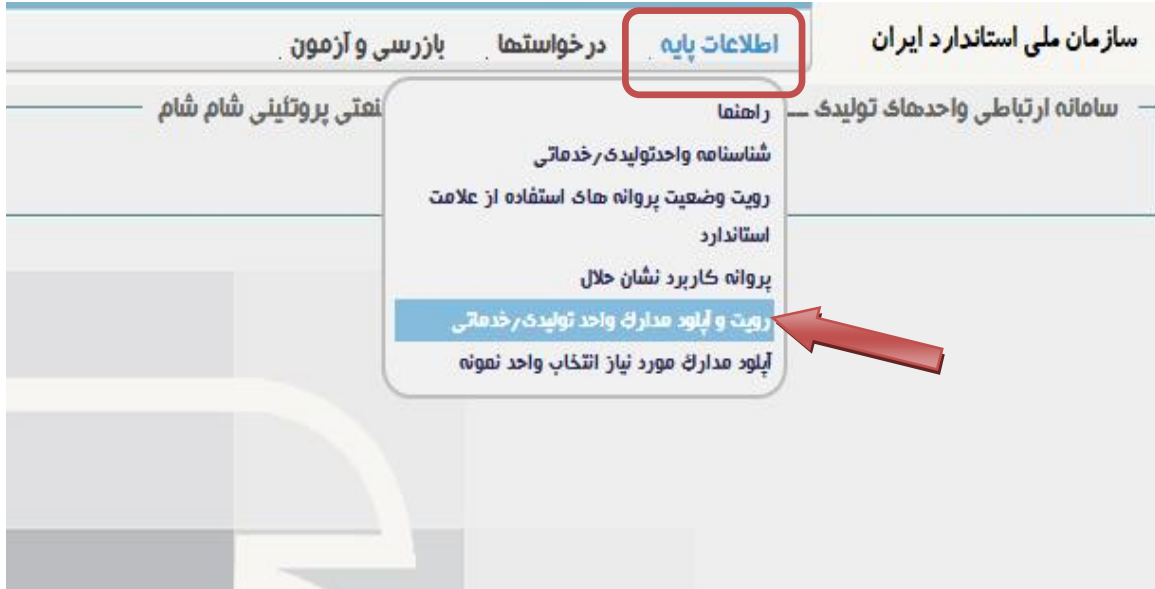 سازمان ملی استاندارد ایران
اطلاعات پایه
درخواستها
بازرسی و آزمون
سامانه ارتباطی واحدهای تولیدی
نعتی پروتئینی شام شام
راهنما
شناسنامه واحدتولیدی/خدماتی
رویت وضعیت پروانه های استفاده از علامت
استاندارد
پروانه کاربرد نشان حلال
رویت و آپلود مدارک واحد تولیدی/خدماتی
آپلود مدارک مورد نیاز انتخاب واحد نمونه